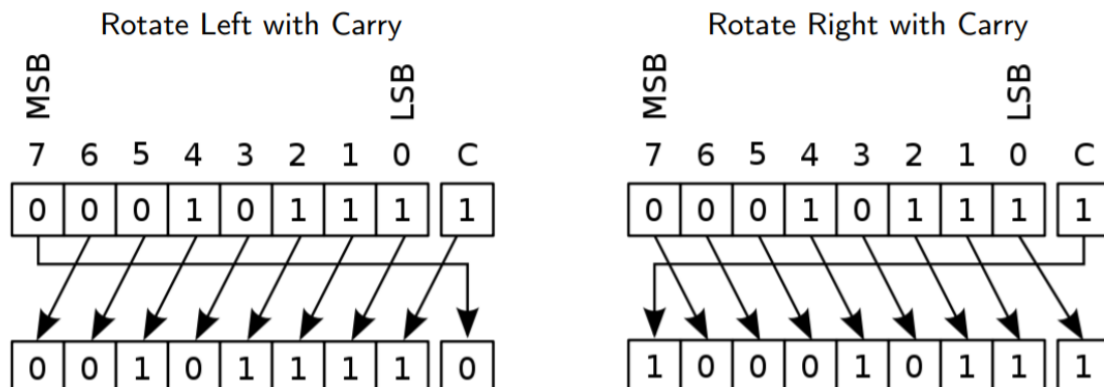 Rotate Left with Carry
MSB LSB
7 6 5 4 3 2 1 0 C
0 0 0 1 0 1 1 1 1
0 0 1 0 1 1 1 1 0
Rotate Right with Carry
MSB LSB
7 6 5 4 3 2 1 0 C
0 0 0 1 0 1 1 1 1
1 0 0 0 1 0 1 1 1